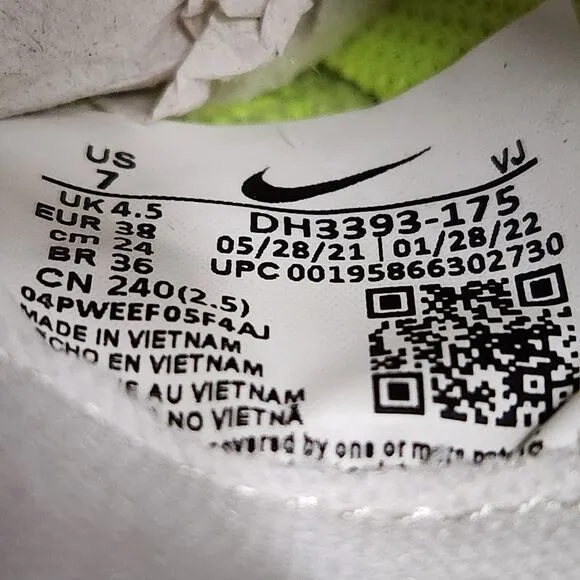 US
7
UK 4.5
EUR 38
cm 24
BR 36
CN 240(2.5)
04PWEEF05F4AJ
MADE IN VIETNAM
CHO EN VIETNAM
AU VIETNAM
NO VIETNÃ
VJ
DH3393-175
05/28/21 | 01/28/22
UPC 00195866302730
by one or